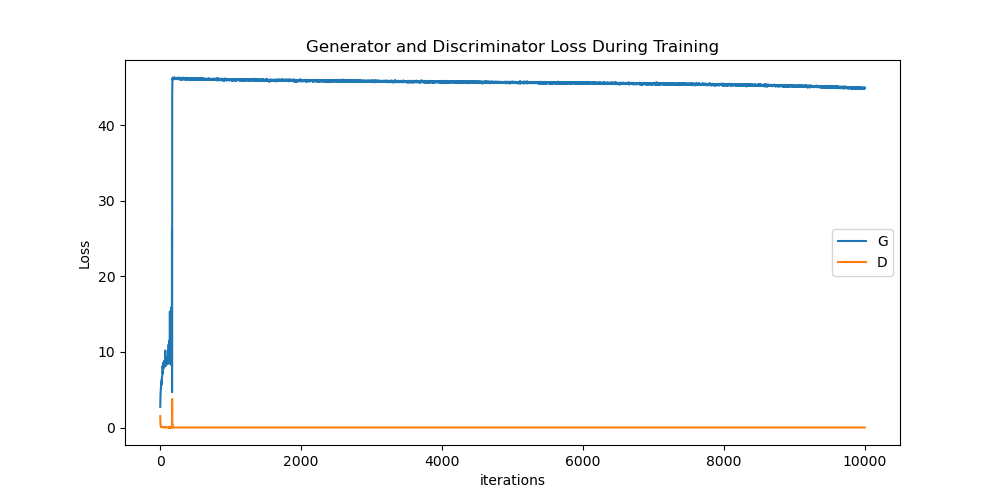 Generator and Discriminator Loss During Training
40
30
20
10
0
Loss
G
D
0 2000 4000 6000 8000 10000
iterations